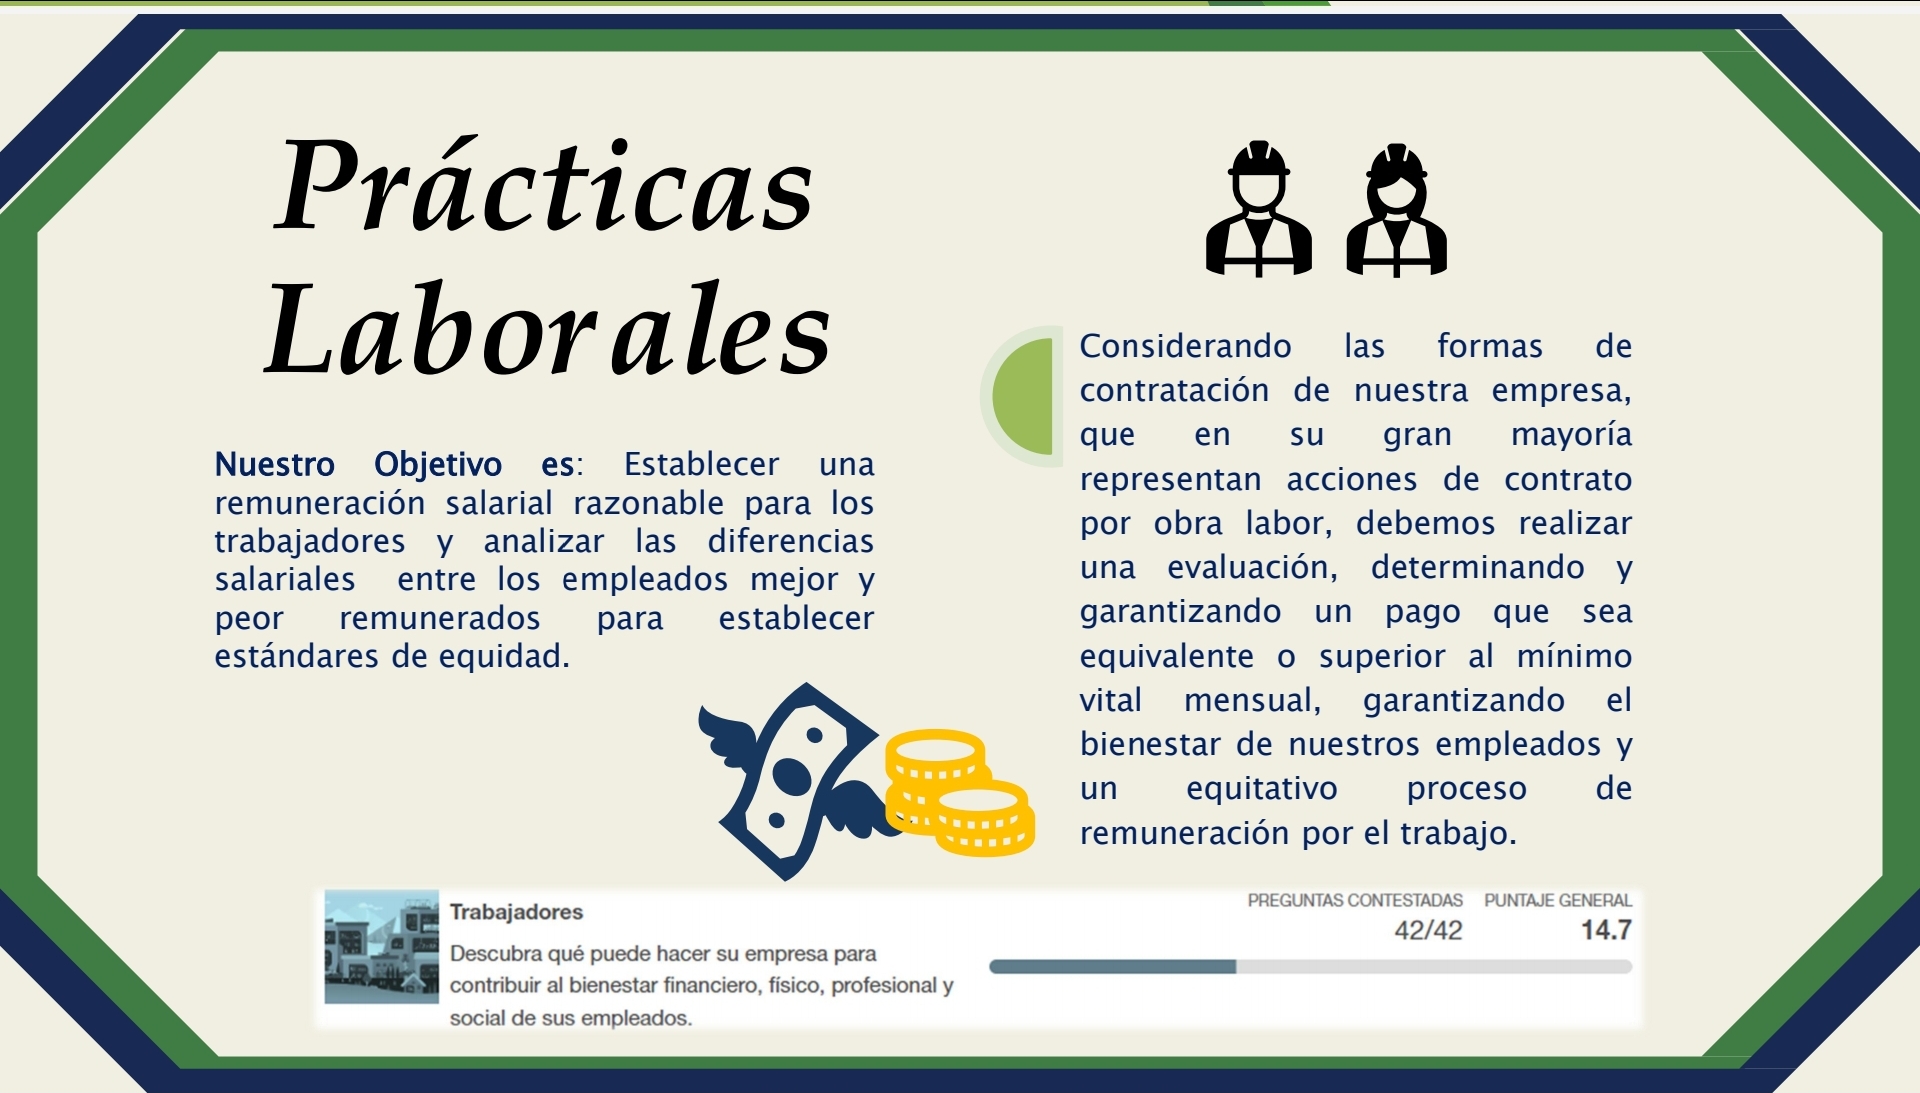 Prácticas
Laborales
Nuestro Objetivo es: Establecer una
remuneración salarial razonable para los
trabajadores y analizar las diferencias
salariales entre los empleados mejor y
peor remunerados para establecer
estándares de equidad.
Considerando las formas de
contratación de nuestra empresa,
que en su gran mayoría
representan acciones de contrato
por obra labor, debemos realizar
una evaluación, determinando y
garantizando un pago que sea
equivalente o superior al mínimo
vital mensual, garantizando el
bienestar de nuestros empleados y
un equitativo proceso de
remuneración por el trabajo.
Trabajadores
Descubra qué puede hacer su empresa para
contribuir al bienestar financiero, físico, profesional y
social de sus empleados.
PREGUNTAS CONTESTADAS
42/42
PUNTAJE GENERAL
14.7